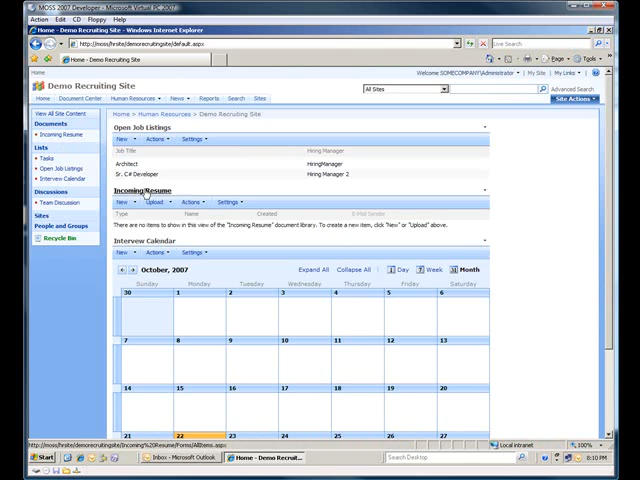 MOSS 2007 Developer - Microsoft Virtual PC 2007
Action Edit CD Floppy Help
Home - Demo Recruiting Site - Windows Internet Explorer
http://moss/hrsite/demorecruitingsite/default.aspx
Live Search
Home - Demo Recruiting Site
Page Tools
Home
Welcome SOMECOMPANY\Administrator My Site My Links
Demo Recruiting Site
All Sites
Advanced Search
Home Document Center Human Resources News Reports Search Sites
Site Actions
View All Site Content
Documents
Incoming Resume
Lists
Tasks
Open Job Listings
Intervew Calendar
Discussions
Team Discussion
Sites
People and Groups
Recycle Bin
Home > Human Resources > Demo Recruiting Site
Open Job Listings
New Actions Settings
Job Title Hiring Manager
Architect HiringManager
Sr. C# Developer Hiring Manager 2
Incoming Resume
New Upload Actions Settings
Type Name Created E-Mail Sender
There are no items to show in this view of the "Incoming Resume" document library. To create a new item, click "New" or "Upload" above.
Intervew Calendar
New Actions Settings
October, 2007
Expand All Collapse All Day Week Month
Sunday Monday Tuesday Wednesday Thursday Friday Saturday
30 1 2 3 4 5 6
7 8 9 10 11 12 13
14 15 16 17 18 19 20
21 22 23 24 25 26 27
http://moss/hrsite/demorecruitingsite/Incoming%20Resume/Forms/AllItems.aspx
Local intranet
100%
Start
Inbox - Microsoft Outlook
Home - Demo Recruit...
Search Desktop
8:10 PM